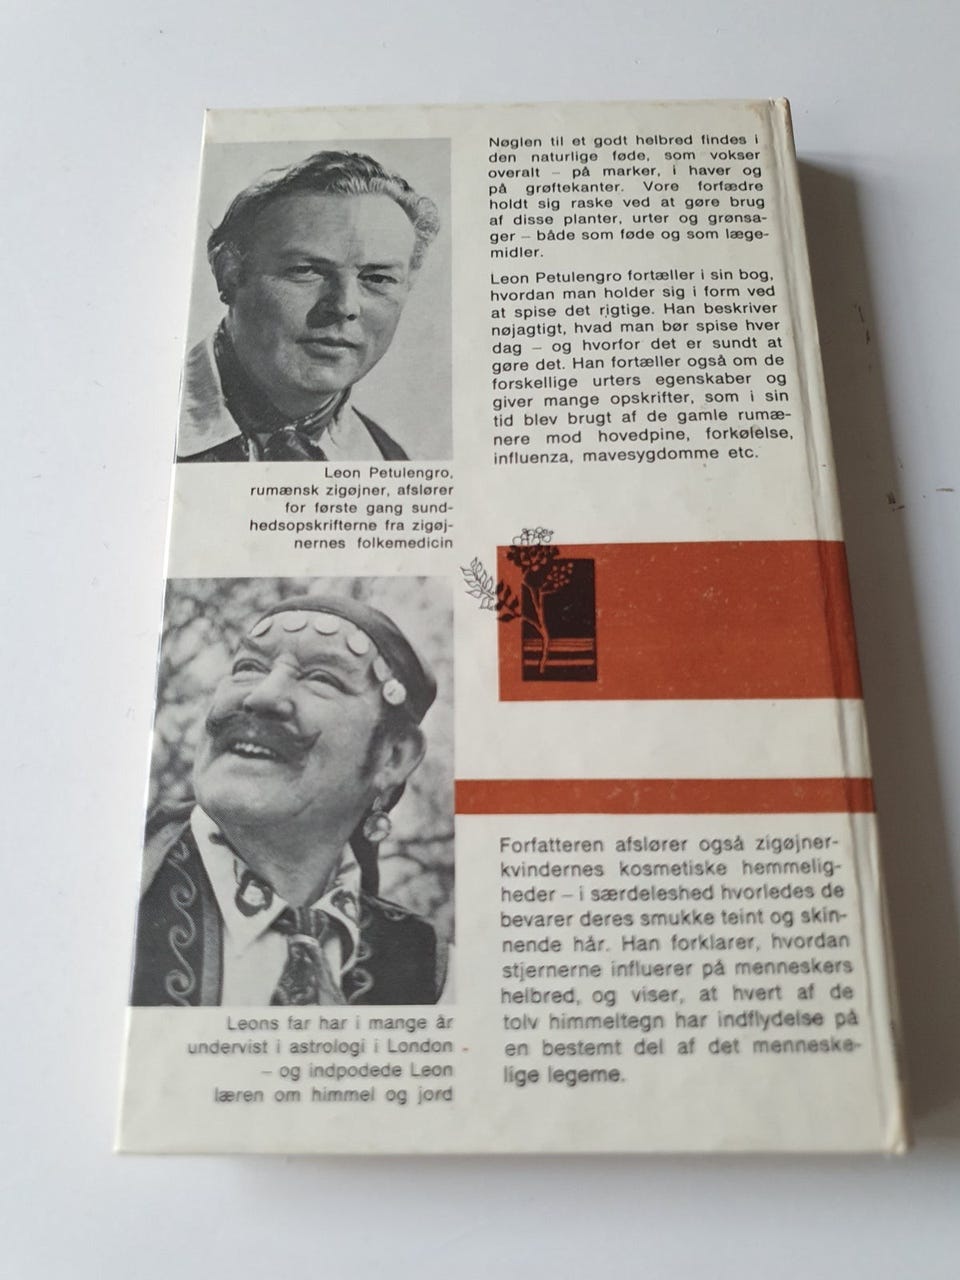 Nøglen til et godt helbred findes i
den naturlige føde, som vokser
overalt – på marker, i haver og
på grøftekanter. Vore forfædre
holdt sig raske ved at gøre brug
af disse planter, urter og grønsa-
ger – både som føde og som læge-
midler.
Leon Petulengro fortæller i sin bog,
hvordan man holder sig i form ved
at spise det rigtige. Han beskriver
nøjagtigt, hvad man bør spise hver
dag – og hvorfor det er sundt at
gøre det. Han fortæller også om de
forskellige urters egenskaber og
giver mange opskrifter, som i sin
tid blev brugt af de gamle rumæ-
nere mod hovedpine, forkølelse,
influenza, mavesygdomme etc.
Leon Petulengro,
rumænsk zigøjner, afslører
for første gang sund-
hedsopskrifterne fra zigøj-
nernes folkemedicin
Forfatteren afslører også zigøjner-
kvindernes kosmetiske hemmelig-
heder – i særdeleshed hvorledes de
bevarer deres smukke teint og skin-
nende hår. Han forklarer, hvordan
stjernerne influerer på menneskers
helbred, og viser, at hvert af de
tolv himmeltegn har indflydelse på
en bestemt del af det menneske-
lige legeme.
Leons far har i mange år
undervist i astrologi i London
– og indpodede Leon
læren om himmel og jord